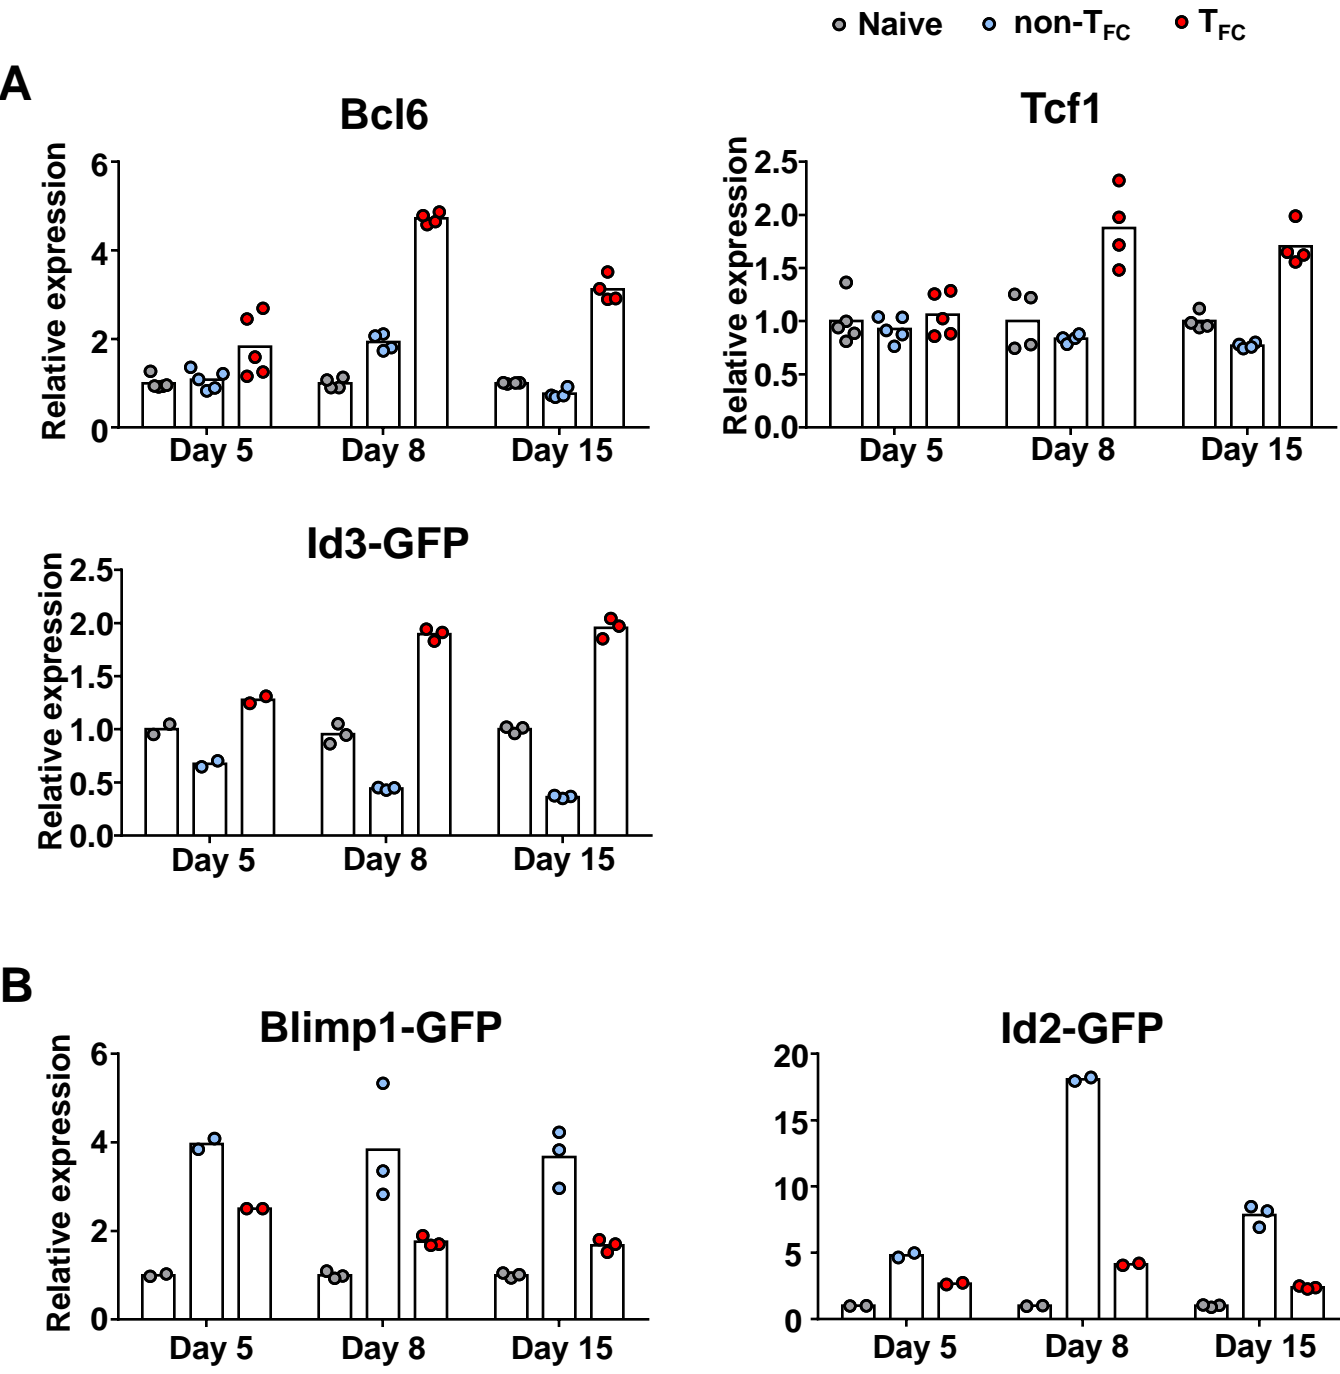 Naive non-TFC TFC
A
Bcl6
Relative expression
6
4
2
0
Day 5 Day 8 Day 15
Tcf1
Relative expression
2.5
2.0
1.5
1.0
0.5
0.0
Day 5 Day 8 Day 15
Id3-GFP
Relative expression
2.5
2.0
1.5
1.0
0.5
0.0
Day 5 Day 8 Day 15
B
Blimp1-GFP
Relative expression
6
4
2
0
Day 5 Day 8 Day 15
Id2-GFP
20
15
10
5
0
Day 5 Day 8 Day 15